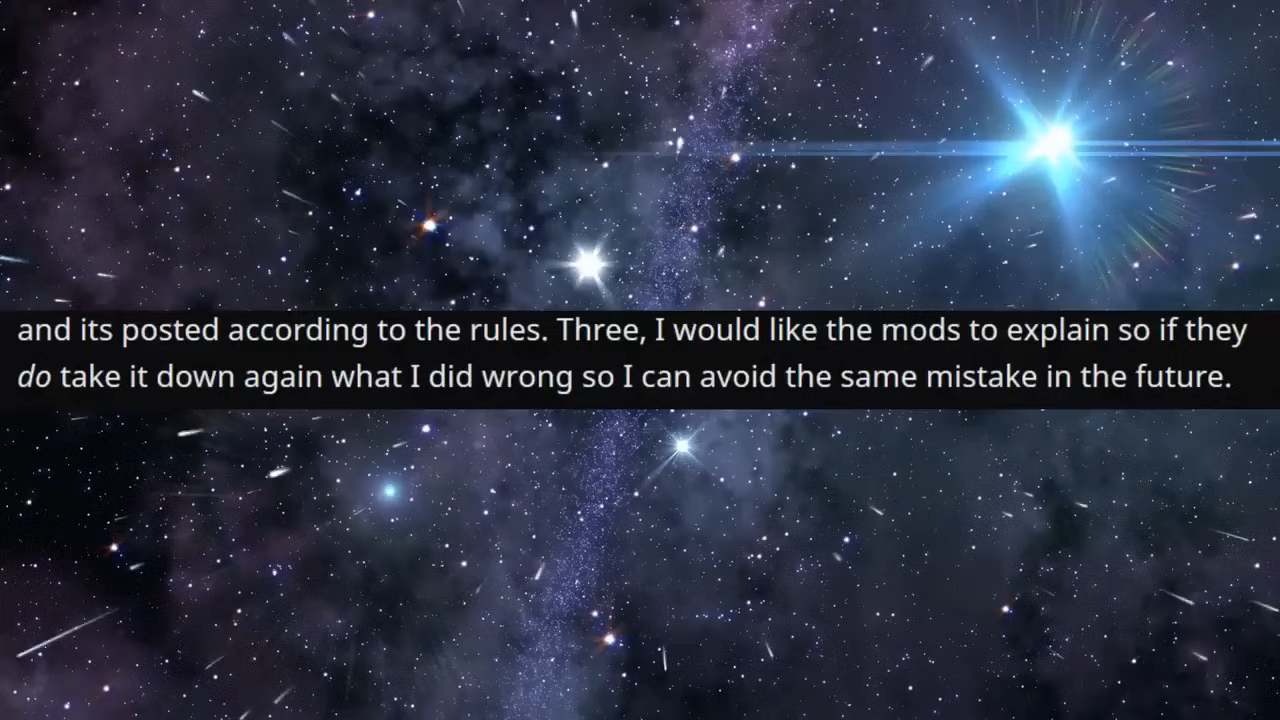 and its posted according to the rules. Three, I would like the mods to explain so if they
do take it down again what I did wrong so I can avoid the same mistake in the future.